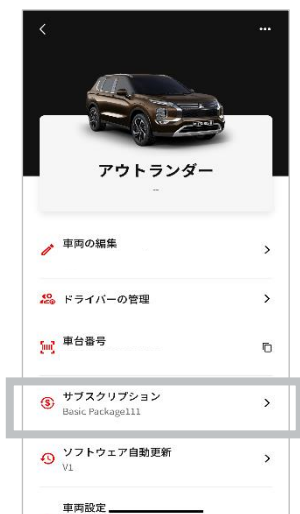 アウトランダー
–
車両の編集
ドライバーの管理
車台番号
サブスクリプション
Basic Package111
ソフトウェア自動更新
V1
車両設定